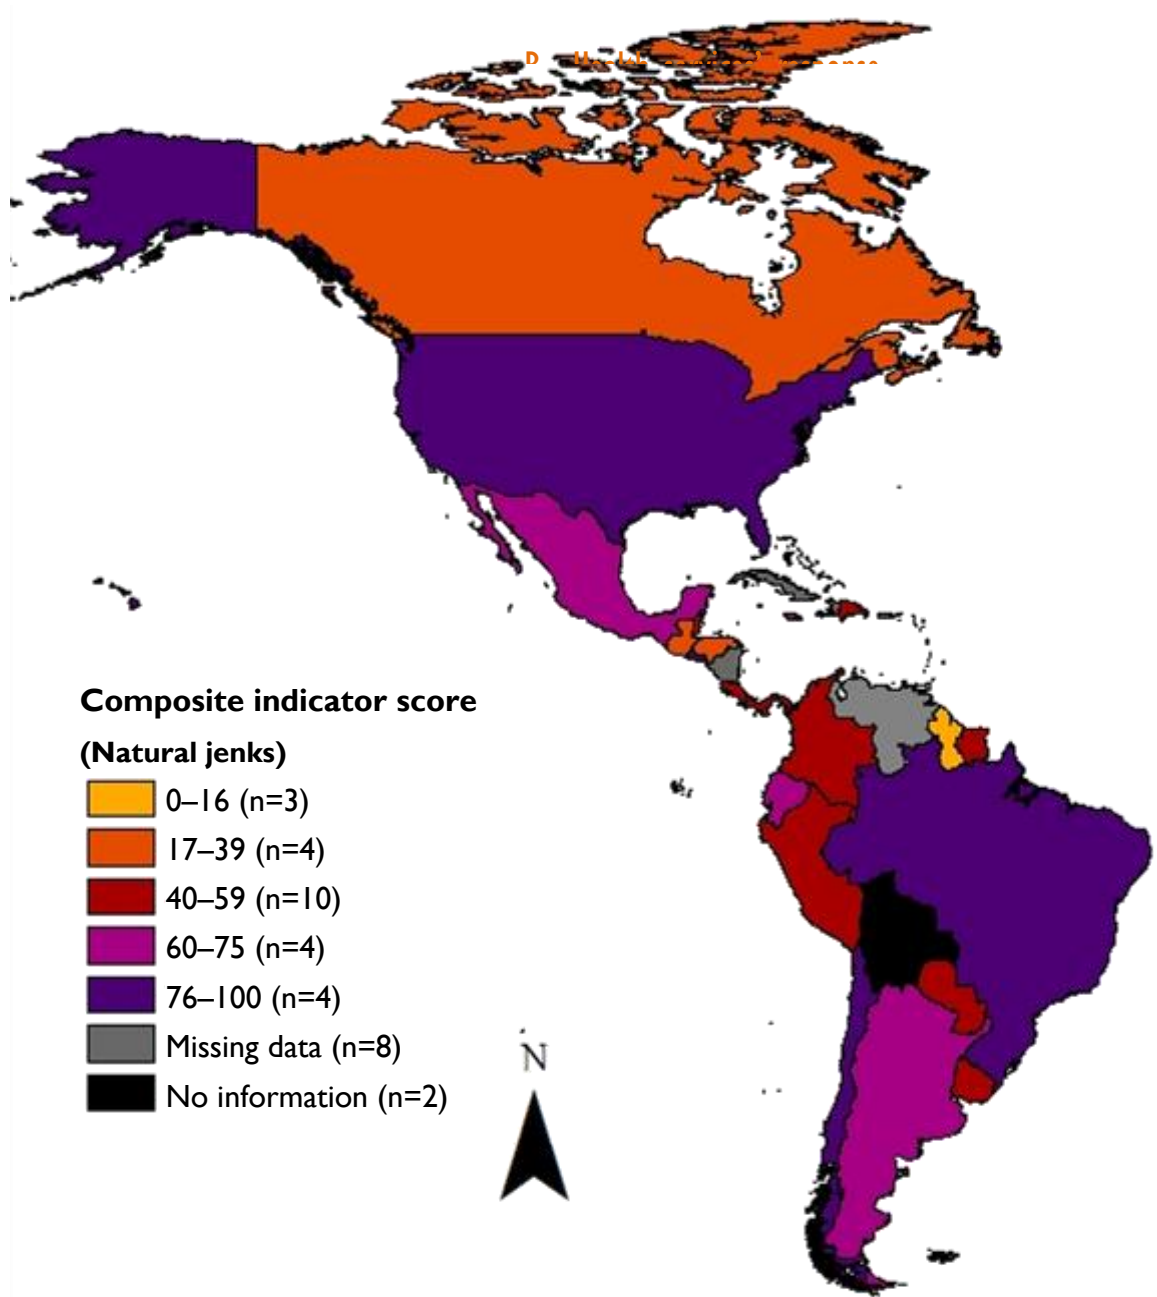 Composite indicator score
(Natural jenks)
0–16 (n=3)
17–39 (n=4)
40–59 (n=10)
60–75 (n=4)
76–100 (n=4)
Missing data (n=8)
No information (n=2)
N